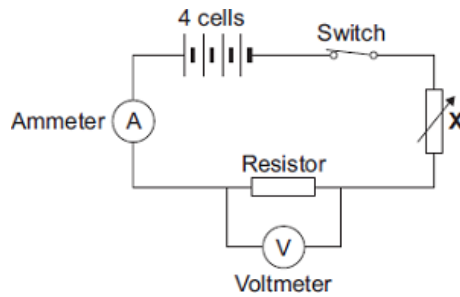 4 cells
Switch
Ammeter
A
X
Resistor
V
Voltmeter